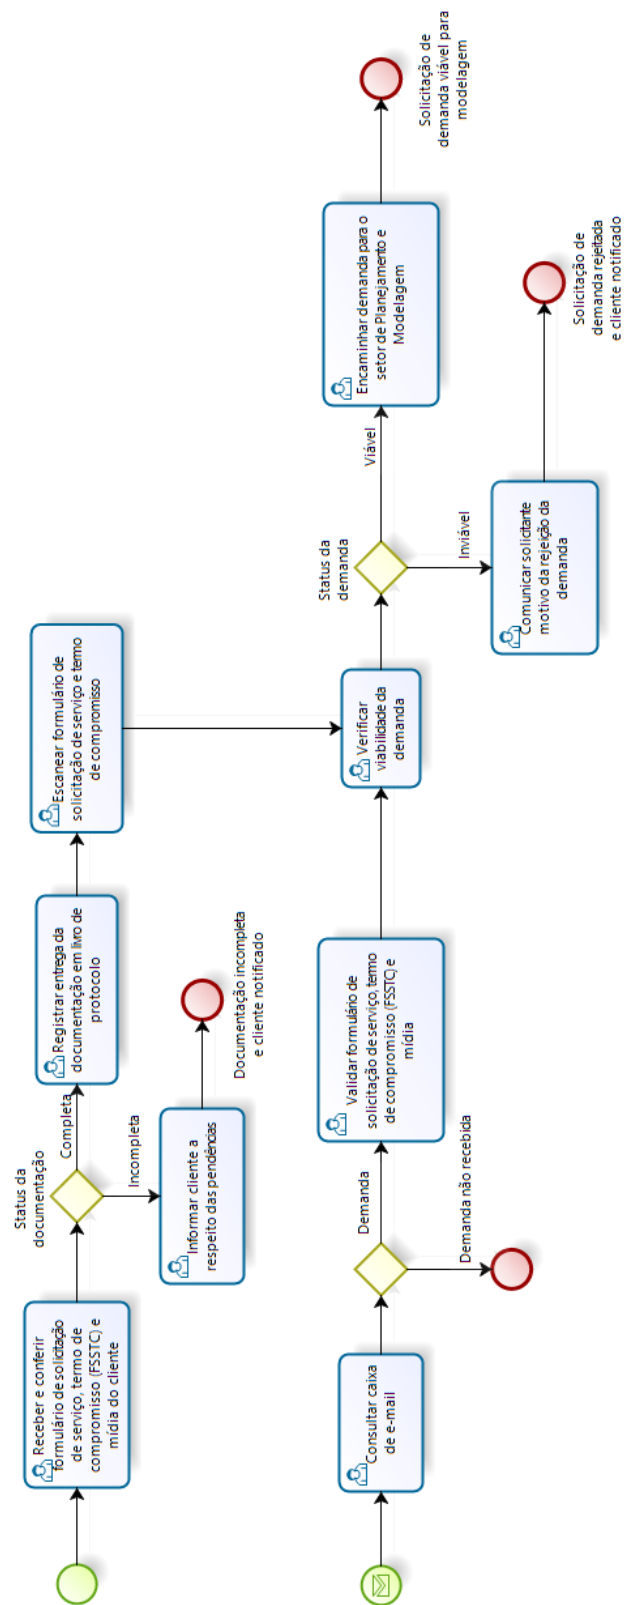 Receber e conferir
formulário de solicitação
de serviço, termo de
compromisso (FSSTC) e
mídia do cliente
Status da
documentação
Completa
Incompleta
Registrar entrega da
documentação em livro de
protocolo
Escanear formulário de
solicitação de serviço e termo
de compromisso
Informar cliente a
respeito das pendências
Documentação incompleta
e cliente notificado
Consultar caixa
de e-mail
Demanda
Demanda não recebida
Validar formulário de
solicitação de serviço, termo
de compromisso (FSSTC) e
mídia
Verificar
viabilidade da
demanda
Status da
demanda
Viável
Inviável
Encaminhar demanda para o
setor de Planejamento e
Modelagem
Solicitação de
demanda viável para
modelagem
Comunicar solicitante
motivo da rejeição da
demanda
Solicitação de
demanda rejeitada
e cliente notificado